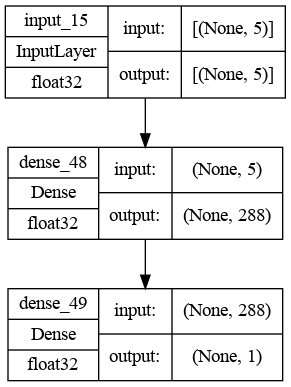 input_15 input: [(None, 5)]
InputLayer
float32 output: [(None, 5)]
dense_48 input: (None, 5)
Dense
float32 output: (None, 288)
dense_49 input: (None, 288)
Dense
float32 output: (None, 1)